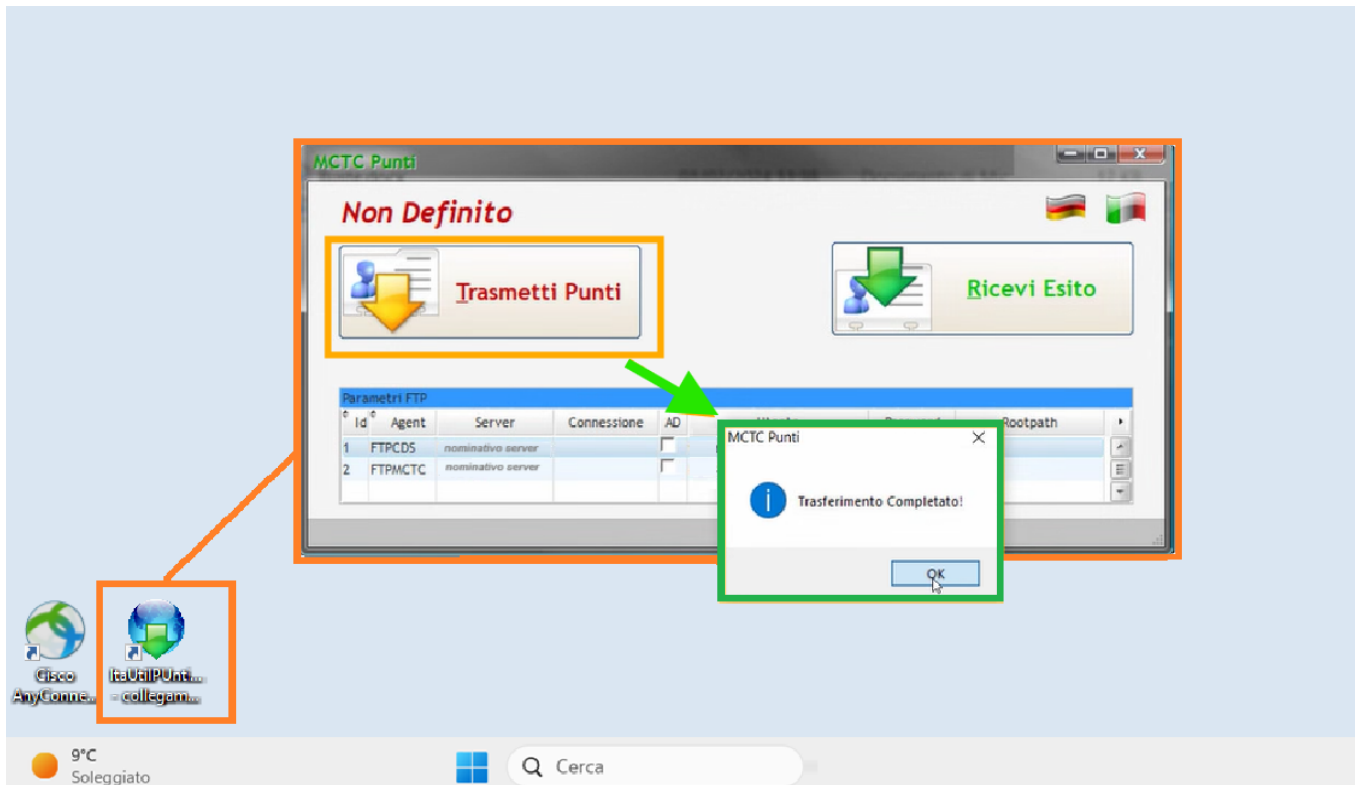 MCTC Punti
Non Definito
Trasmetti Punti
Ricevi Esito
Parametri FTP
Id Agent Server Connessione AD Rootpath
1 FTPCDS nominativo server
2 FTPMCTC nominativo server
MCTC Punti
Trasferimento Completato!
OK
Cisco
AnyConne...
ItaUtilPUnti...
- collegam...
9°C
Soleggiato
Cerca